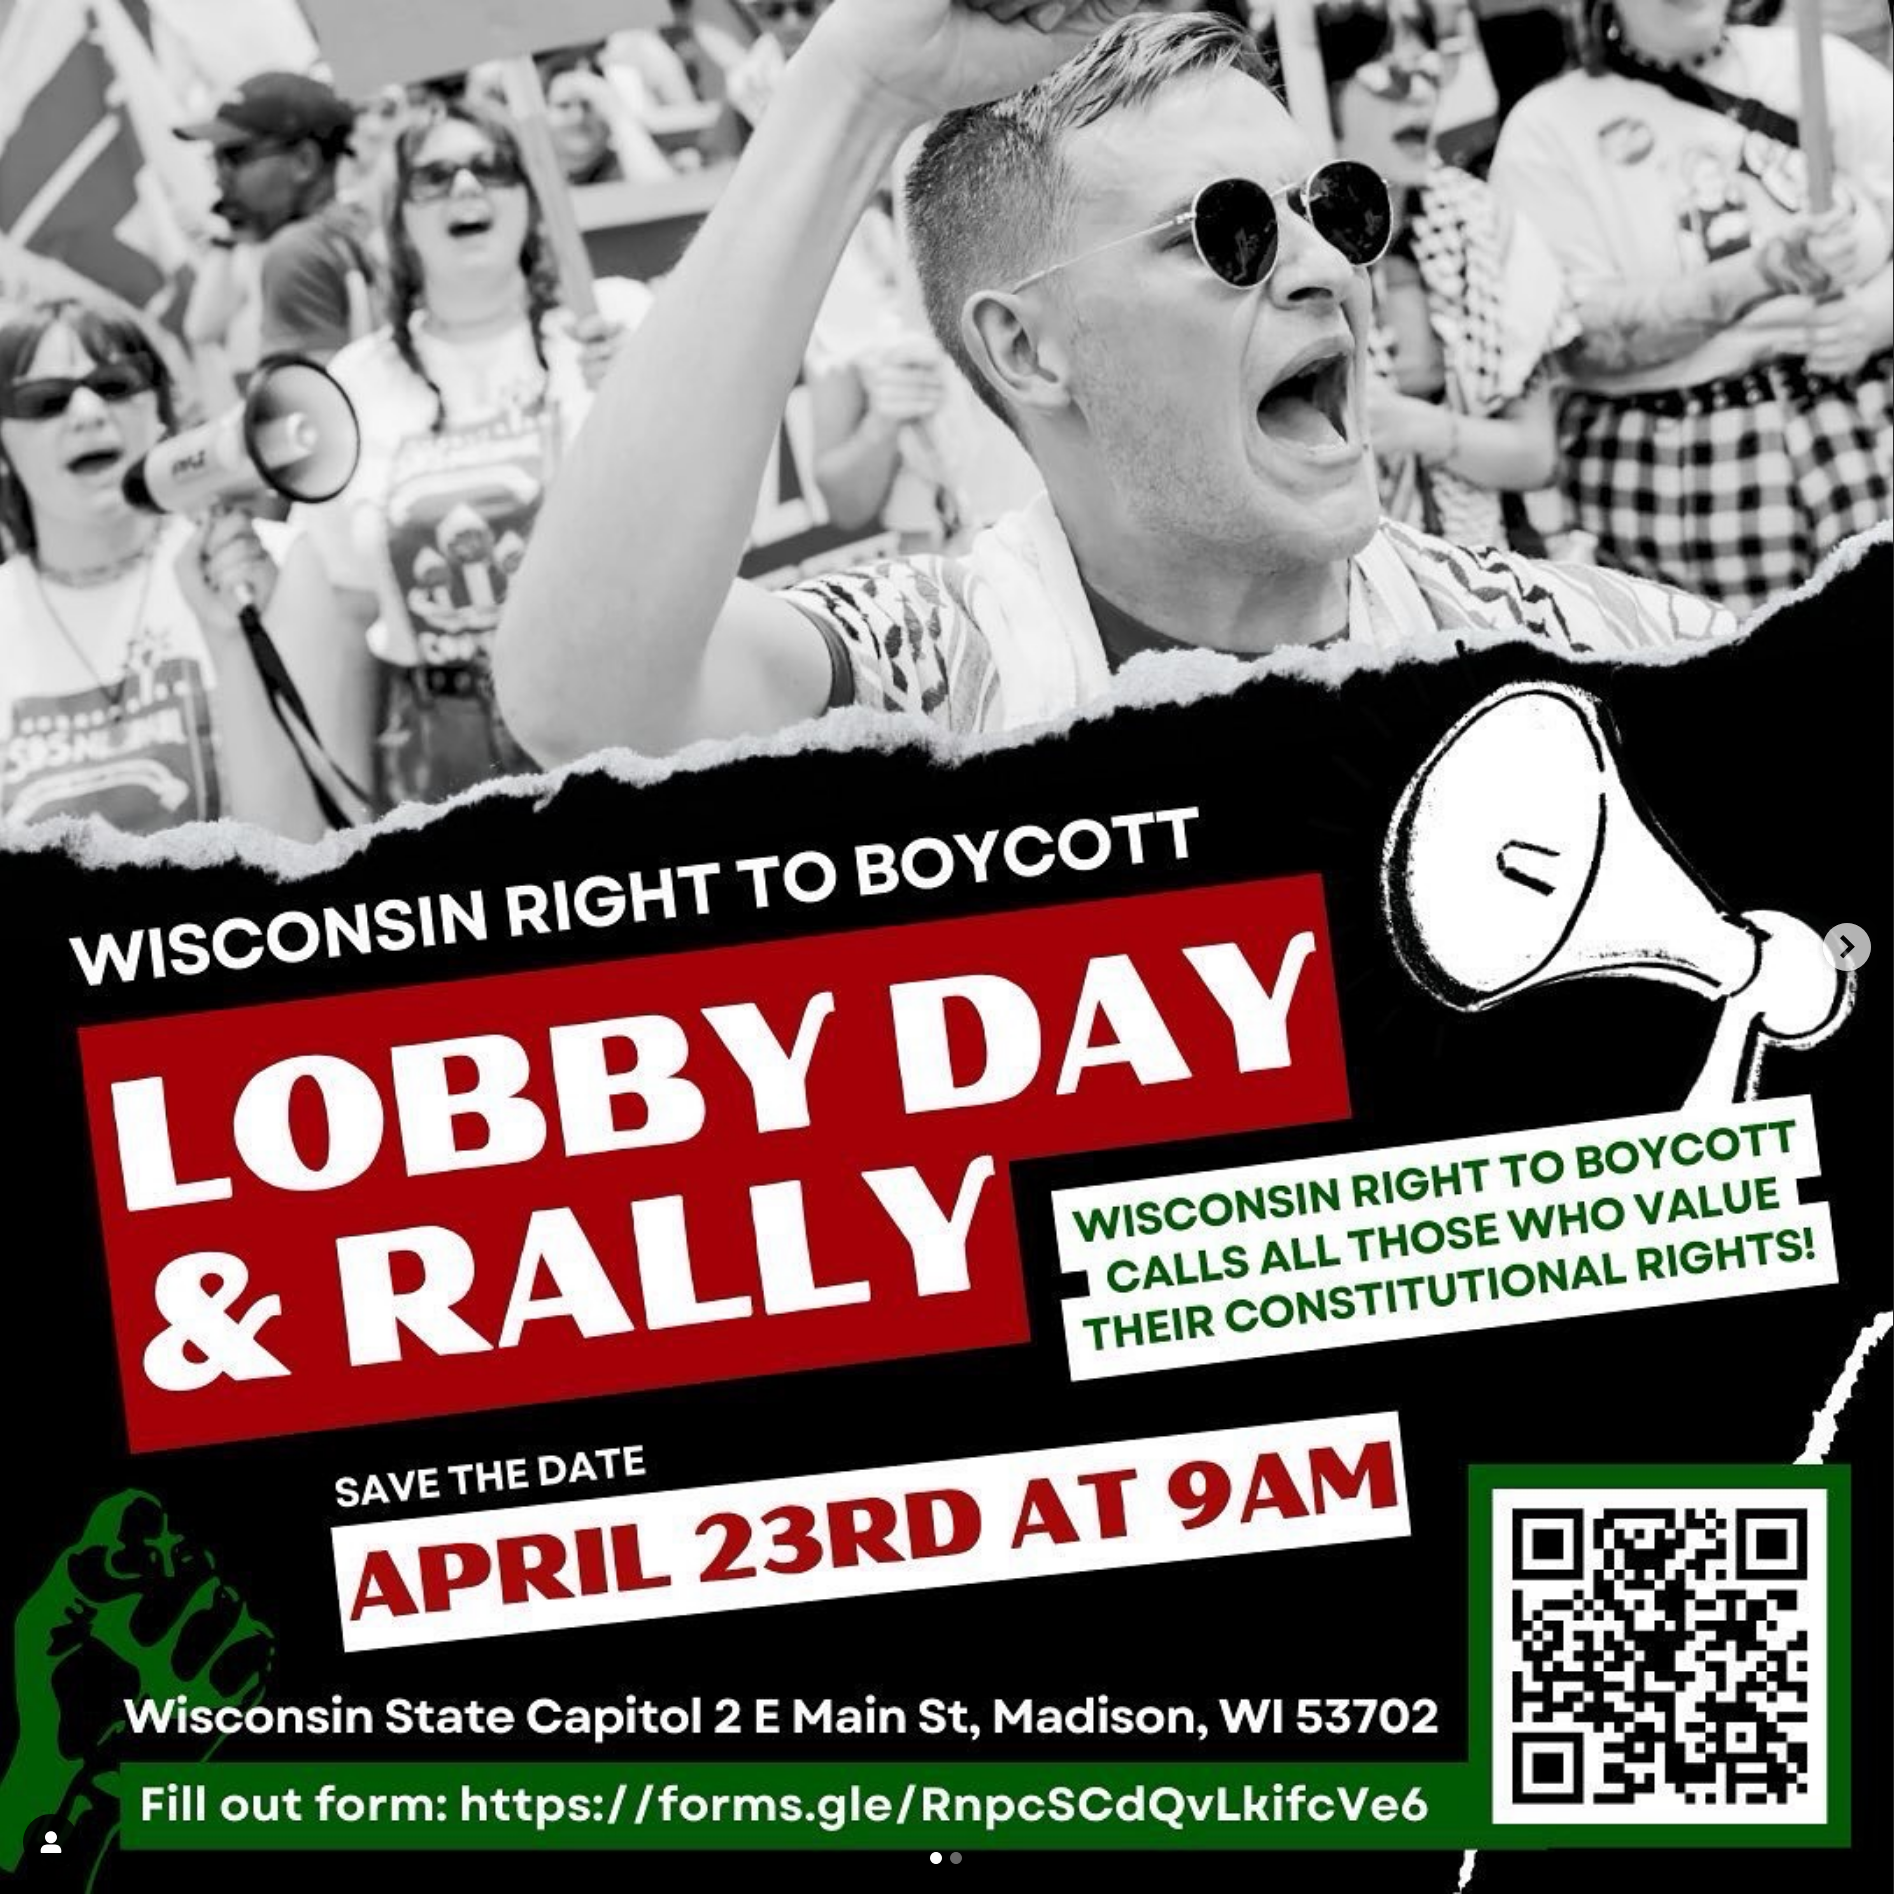 WISCONSIN RIGHT TO BOYCOTT
LOBBY DAY
& RALLY
WISCONSIN RIGHT TO BOYCOTT
CALLS ALL THOSE WHO VALUE
THEIR CONSTITUTIONAL RIGHTS!
SAVE THE DATE
APRIL 23RD AT 9AM
Wisconsin State Capitol 2 E Main St, Madison, WI 53702
Fill out form: https://forms.gle/RnpcSCdQvLkifcVe6